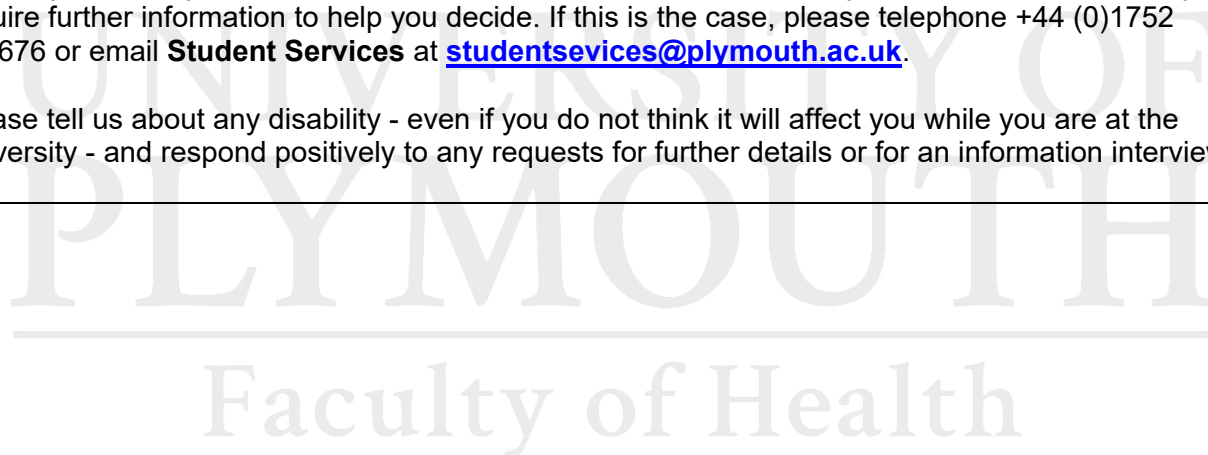 uire further information to help you decide. If this is the case, please telephone +44 (0)1752
676 or email Student Services at studentsevices@plymouth.ac.uk.
ase tell us about any disability - even if you do not think it will affect you while you are at the
versity - and respond positively to any requests for further details or for an information interview
UNIVERSITY OF
PLYMOUTH
Faculty of Health